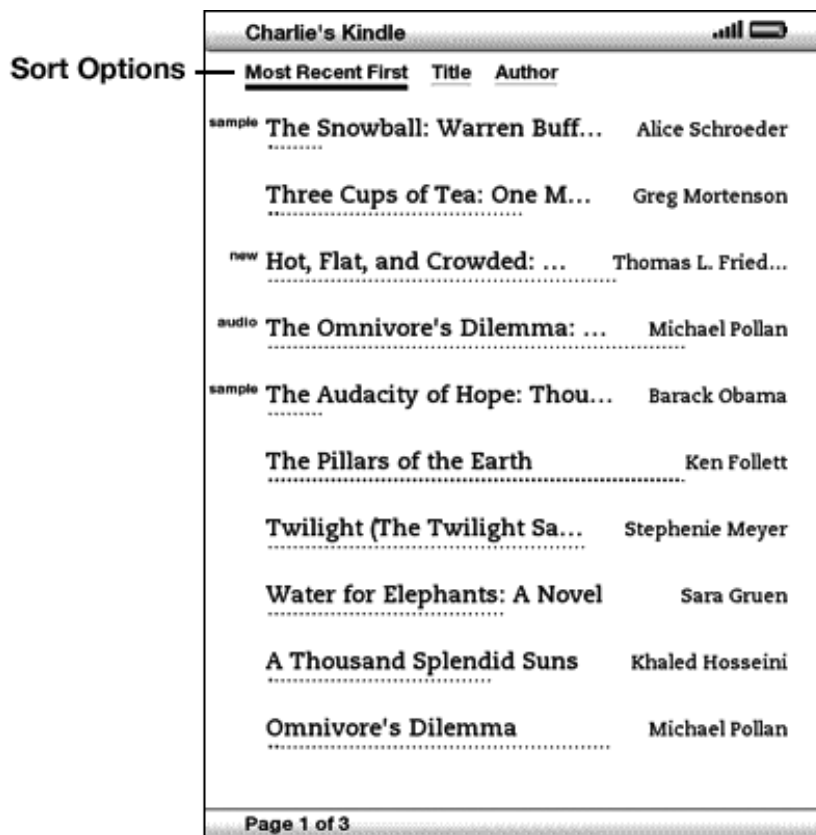 Charlie's Kindle
Sort Options Most Recent First Title Author
sample The Snowball: Warren Buff... Alice Schroeder
Three Cups of Tea: One M... Greg Mortenson
new Hot, Flat, and Crowded: ... Thomas L. Fried...
audio The Omnivore's Dilemma: ... Michael Pollan
sample The Audacity of Hope: Thou... Barack Obama
The Pillars of the Earth Ken Follett
Twilight (The Twilight Sa... Stephenie Meyer
Water for Elephants: A Novel Sara Gruen
A Thousand Splendid Suns Khaled Hosseini
Omnivore's Dilemma Michael Pollan
Page 1 of 3